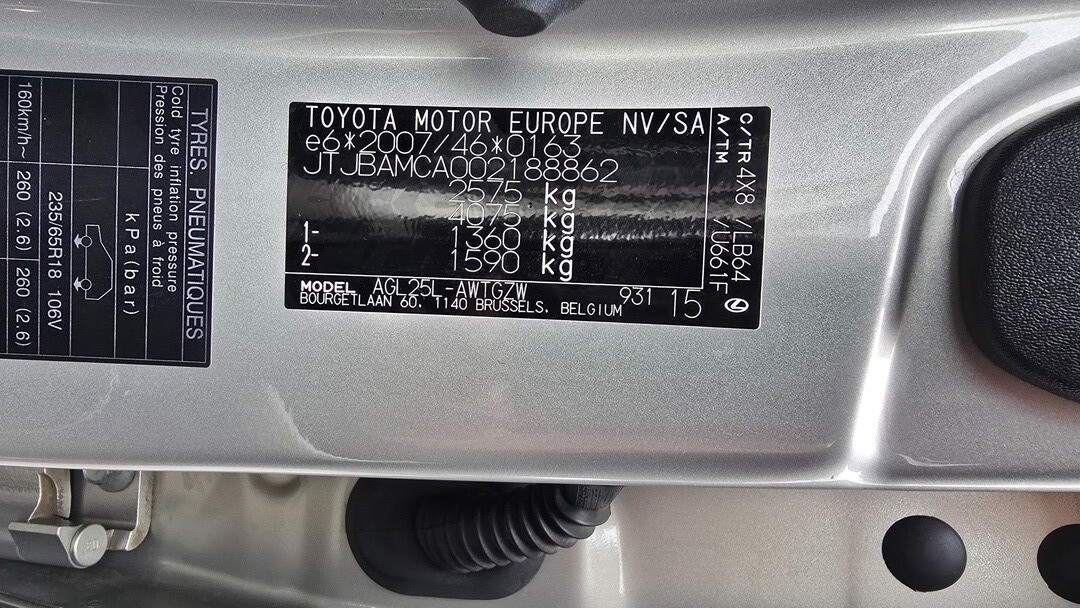 TYRES. PNEUMATIQUES
Cold tyre inflation pressure
Pression des pneus à froid
kPa(bar)
235/65R18 106V
160km/h~ 260 (2.6) 260 (2.6)
TOYOTA MOTOR EUROPE NV/SA
e6*2007/46*0163
JTJBAMCA002188862
2575 kg
4075 kg
1- 1360 kg
2- 1590 kg
MODEL AGL25L-AWTGZW
BOURGETLAAN 60. 1140 BRUSSELS. BELGIUM
931 15
C/TR 4X8 /LB64
A/TM /U661F